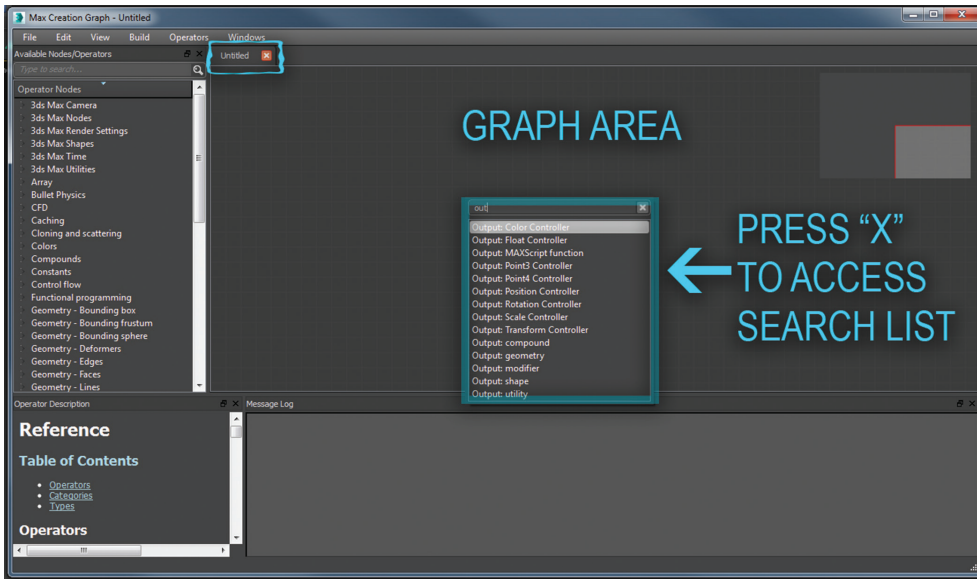 Max Creation Graph - Untitled
File Edit View Build Operators Windows
Available Nodes/Operators
Untitled
Type to search...
Operator Nodes
3ds Max Camera
3ds Max Nodes
3ds Max Render Settings
3ds Max Shapes
3ds Max Time
3ds Max Utilities
Array
Bullet Physics
CFD
Caching
Cloning and scattering
Colors
Compounds
Constants
Control flow
Functional programming
Geometry - Bounding box
Geometry - Bounding frustum
Geometry - Bounding sphere
Geometry - Deformers
Geometry - Edges
Geometry - Faces
Geometry - Lines
GRAPH AREA
out
Output: Color Controller
Output: Float Controller
Output: MAXScript function
Output: Point3 Controller
Output: Point4 Controller
Output: Position Controller
Output: Rotation Controller
Output: Scale Controller
Output: Transform Controller
Output: compound
Output: geometry
Output: modifier
Output: shape
Output: utility
PRESS “X”
TO ACCESS
SEARCH LIST
Operator Description
Reference
Table of Contents
Operators
Categories
Types
Operators
Message Log